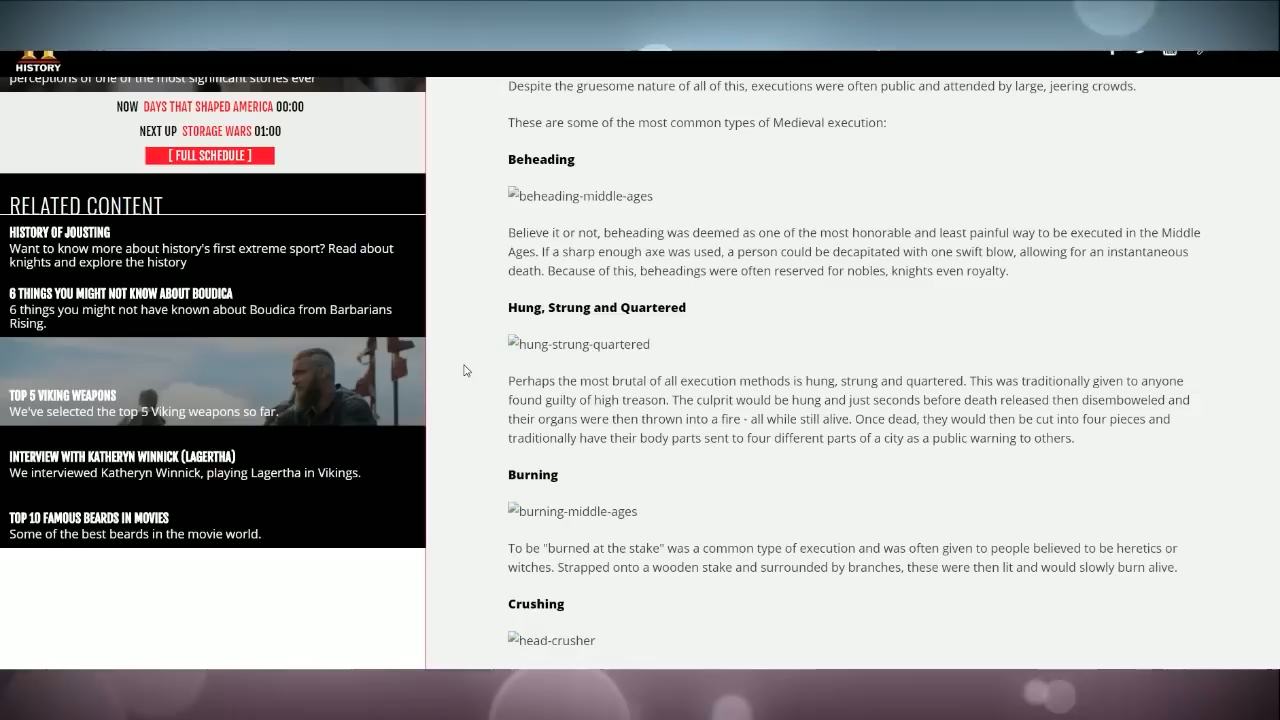 HISTORY
perceptions of one of the most significant stories ever
NOW DAYS THAT SHAPED AMERICA 00:00
NEXT UP STORAGE WARS 01:00
[ FULL SCHEDULE ]
RELATED CONTENT
HISTORY OF JOUSTING
Want to know more about history's first extreme sport? Read about
knights and explore the history
6 THINGS YOU MIGHT NOT KNOW ABOUT BOUDICA
6 things you might not have known about Boudica from Barbarians
Rising.
TOP 5 VIKING WEAPONS
We've selected the top 5 Viking weapons so far.
INTERVIEW WITH KATHERYN WINNICK (LAGERTHA)
We interviewed Katheryn Winnick, playing Lagertha in Vikings.
TOP 10 FAMOUS BEARDS IN MOVIES
Some of the best beards in the movie world.
Despite the gruesome nature of all of this, executions were often public and attended by large, jeering crowds.
These are some of the most common types of Medieval execution:
Beheading
beheading-middle-ages
Believe it or not, beheading was deemed as one of the most honorable and least painful way to be executed in the Middle
Ages. If a sharp enough axe was used, a person could be decapitated with one swift blow, allowing for an instantaneous
death. Because of this, beheadings were often reserved for nobles, knights even royalty.
Hung, Strung and Quartered
hung-strung-quartered
Perhaps the most brutal of all execution methods is hung, strung and quartered. This was traditionally given to anyone
found guilty of high treason. The culprit would be hung and just seconds before death released then disemboweled and
their organs were then thrown into a fire - all while still alive. Once dead, they would then be cut into four pieces and
traditionally have their body parts sent to four different parts of a city as a public warning to others.
Burning
burning-middle-ages
To be "burned at the stake" was a common type of execution and was often given to people believed to be heretics or
witches. Strapped onto a wooden stake and surrounded by branches, these were then lit and would slowly burn alive.
Crushing
head-crusher